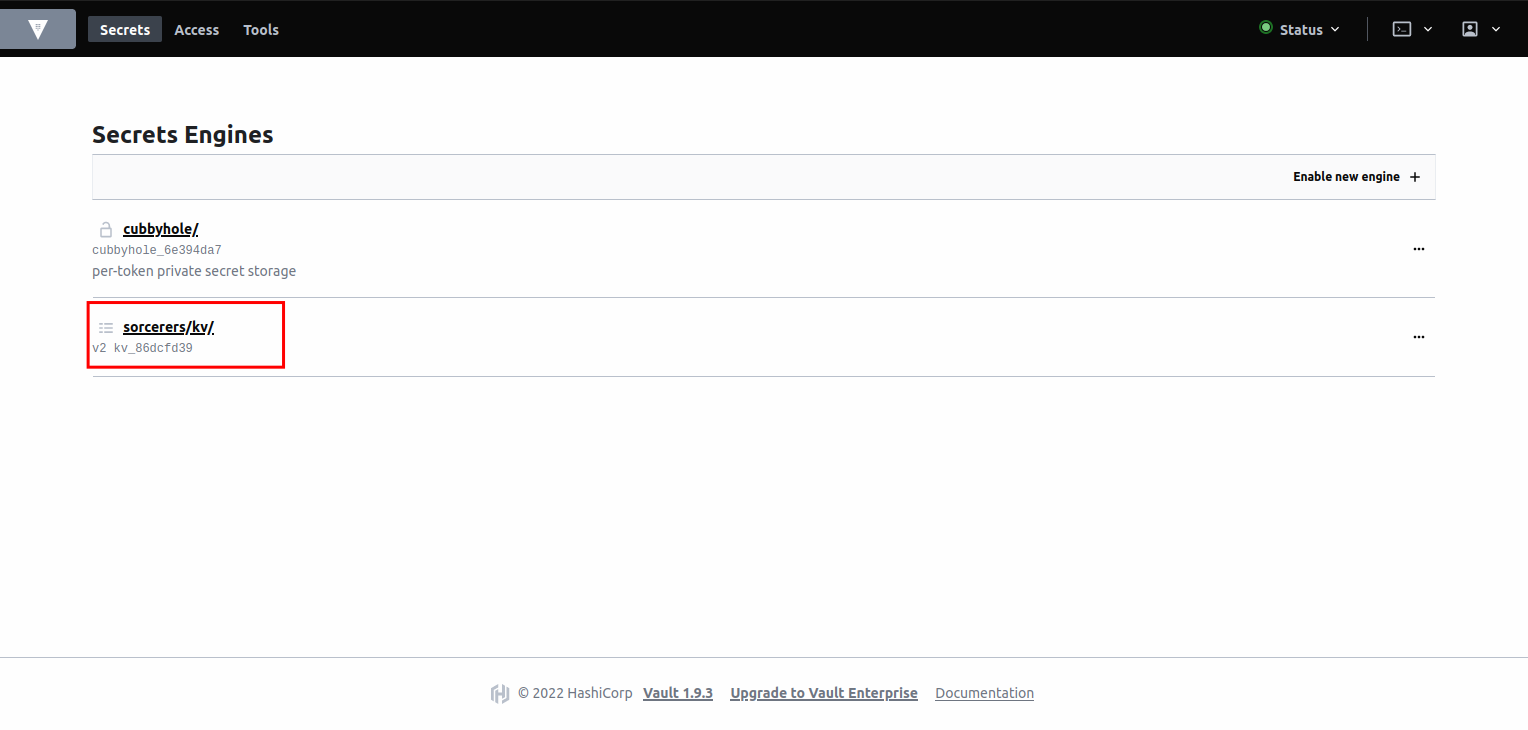 Secrets Access Tools Status
Secrets Engines
Enable new engine
cubbyhole/
cubbyhole_6e394da7
per-token private secret storage
sorcerers/kv/
v2 kv_86dcfd39
© 2022 HashiCorp Vault 1.9.3 Upgrade to Vault Enterprise Documentation